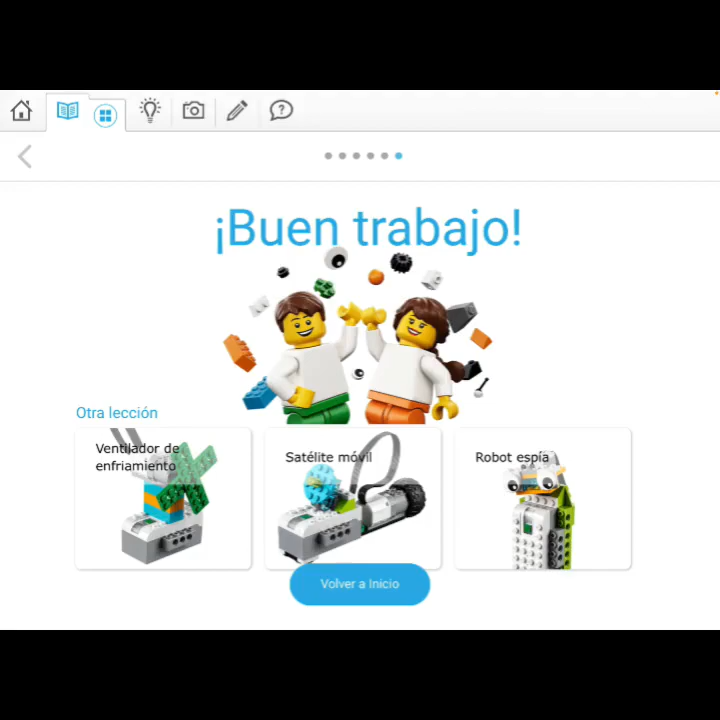 ¡Buen trabajo!
Otra lección
Ventilador de
enfriamiento
Satélite móvil
Robot espía
Volver a Inicio